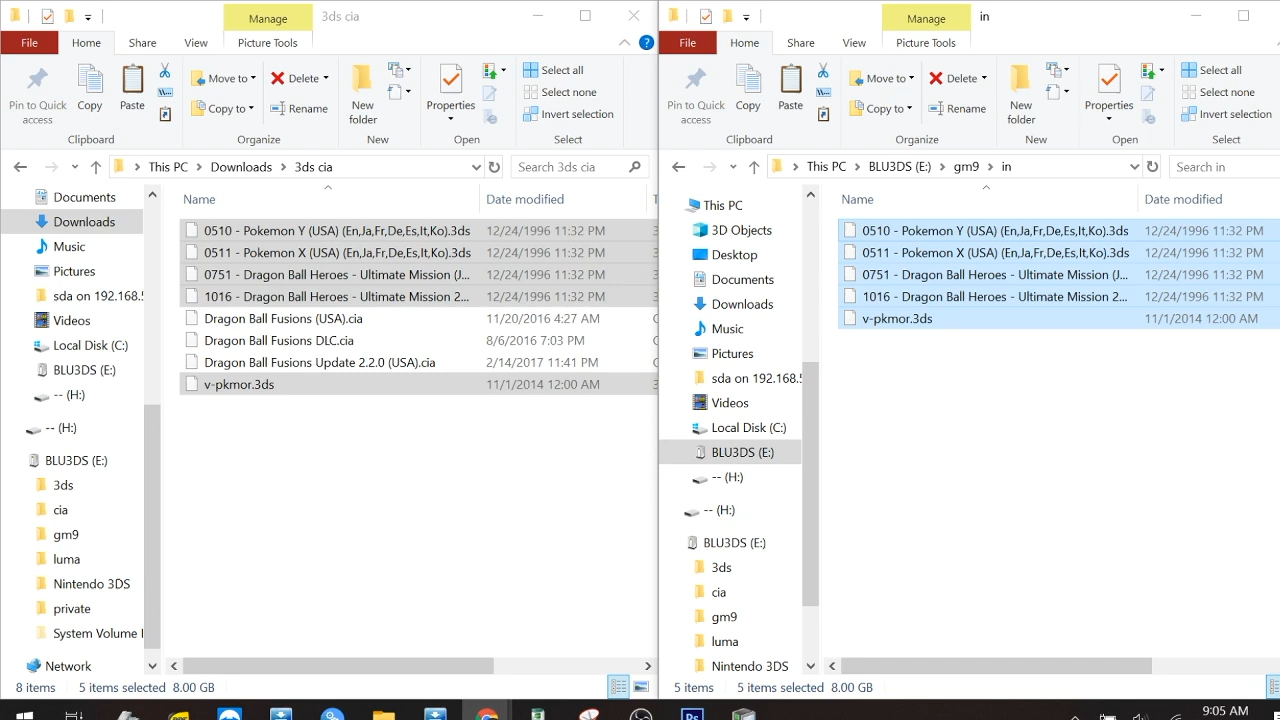 Manage
3ds cia
File
Home
Share
View
Picture Tools
Pin to Quick access
Copy
Paste
Move to
Copy to
Delete
Rename
New folder
Properties
Select all
Select none
Invert selection
Clipboard
Organize
New
Open
Select
This PC > Downloads > 3ds cia
Search 3ds cia
Documents
Downloads
Music
Pictures
sda on 192.168.5
Videos
Local Disk (C:)
BLU3DS (E:)
-- (H:)
-- (H:)
BLU3DS (E:)
3ds
cia
gm9
luma
Nintendo 3DS
private
System Volume I
Network
Name
Date modified
T
0510 - Pokemon Y (USA) (En,Ja,Fr,De,Es,It,Ko).3ds 12/24/1996 11:32 PM 3
0511 - Pokemon X (USA) (En,Ja,Fr,De,Es,It,Ko).3ds 12/24/1996 11:32 PM 3
0751 - Dragon Ball Heroes - Ultimate Mission (J... 12/24/1996 11:32 PM 3
1016 - Dragon Ball Heroes - Ultimate Mission 2... 12/24/1996 11:32 PM 3
Dragon Ball Fusions (USA).cia 11/20/2016 4:27 AM C
Dragon Ball Fusions DLC.cia 8/6/2016 7:03 PM C
Dragon Ball Fusions Update 2.2.0 (USA).cia 2/14/2017 11:41 PM C
v-pkmor.3ds 11/1/2014 12:00 AM 3
8 items 5 items selected 8.00 GB
Manage
in
File
Home
Share
View
Picture Tools
Pin to Quick access
Copy
Paste
Move to
Copy to
Delete
Rename
New folder
Properties
Select all
Select none
Invert selection
Clipboard
Organize
New
Open
Select
This PC > BLU3DS (E:) > gm9 > in
Search in
This PC
3D Objects
Desktop
Documents
Downloads
Music
Pictures
sda on 192.168.5
Videos
Local Disk (C:)
BLU3DS (E:)
-- (H:)
-- (H:)
BLU3DS (E:)
3ds
cia
gm9
luma
Nintendo 3DS
Name
Date modified
0510 - Pokemon Y (USA) (En,Ja,Fr,De,Es,It,Ko).3ds 12/24/1996 11:32 PM
0511 - Pokemon X (USA) (En,Ja,Fr,De,Es,It,Ko).3ds 12/24/1996 11:32 PM
0751 - Dragon Ball Heroes - Ultimate Mission (J... 12/24/1996 11:32 PM
1016 - Dragon Ball Heroes - Ultimate Mission 2... 12/24/1996 11:32 PM
v-pkmor.3ds 11/1/2014 12:00 AM
5 items 5 items selected 8.00 GB
Ps
9:05 AM